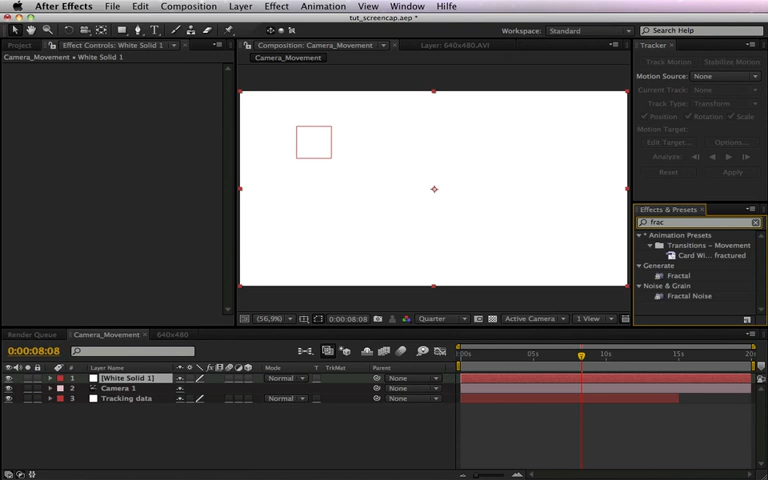 After Effects File Edit Composition Layer Effect Animation View Window Hilfe
tut_screencap.aep *
Workspace: Standard Search Help
Project Effect Controls: White Solid 1 Composition: Camera_Movement Layer: 640x480.AVI Tracker
Camera_Movement • White Solid 1 Camera_Movement
Track Motion Stabilize Motion
Motion Source: None
Current Track: None
Track Type: Transform
Position Rotation Scale
Motion Target:
Edit Target... Options...
Analyze:
Reset Apply
Effects & Presets
frac
* Animation Presets
Transitions – Movement
Card Wi... fractured
Generate
Fractal
Noise & Grain
Fractal Noise
(56,9%) 0:00:08:08 Quarter Active Camera 1 View
Render Queue Camera_Movement 640x480
0:00:08:08
:00s 05s 10s 15s 20s
# Layer Name Mode T TrkMat Parent
1 [White Solid 1] Normal None
2 Camera 1 None
3 Tracking data Normal None